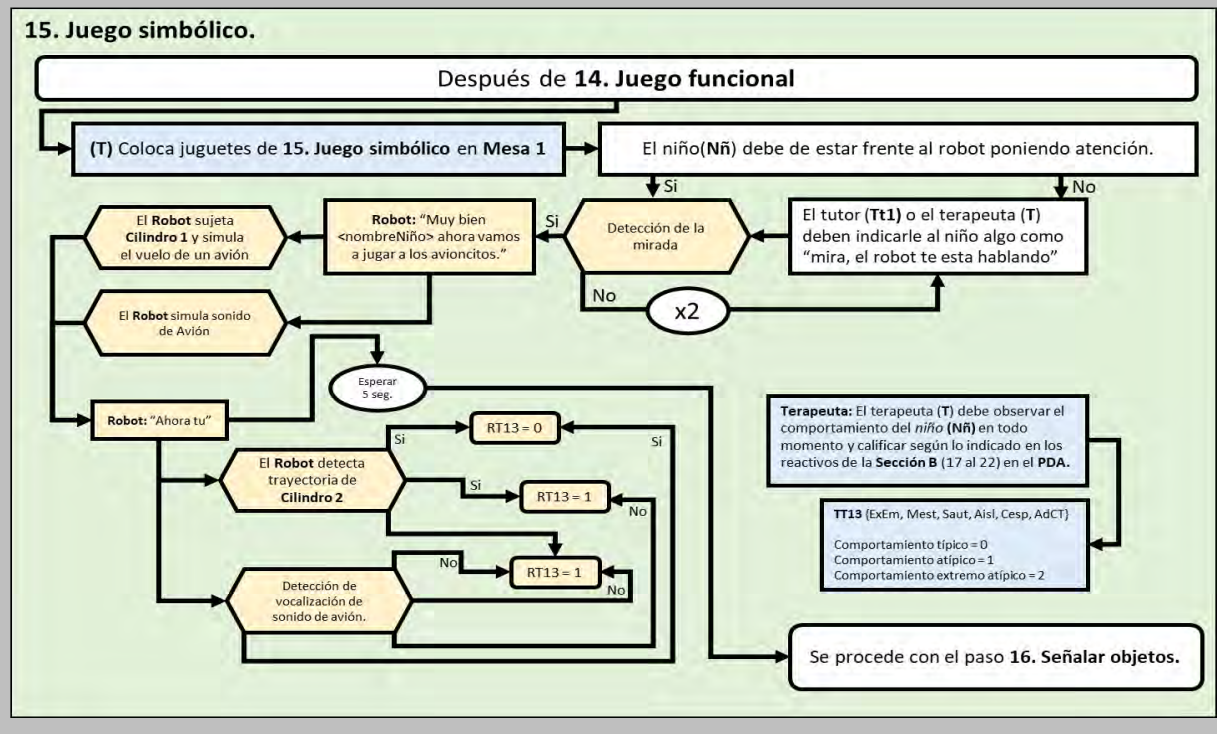 15. Juego simbólico.
Después de 14. Juego funcional
(T) Coloca juguetes de 15. Juego simbólico en Mesa 1
El niño(Nñ) debe de estar frente al robot poniendo atención.
Si
No
El Robot sujeta
Cilindro 1 y simula
el vuelo de un avión
Robot: “Muy bien
<nombreNiño> ahora vamos
a jugar a los avioncitos.”
Si
Detección de la
mirada
El tutor (Tt1) o el terapeuta (T)
deben indicarle al niño algo como
“mira, el robot te esta hablando”
No
x2
El Robot simula sonido
de Avión
Esperar
5 seg.
Robot: “Ahora tu”
RT13 = 0
Si
Si
El Robot detecta
trayectoria de
Cilindro 2
Si
RT13 = 1
No
No
RT13 = 1
No
Detección de
vocalización de
sonido de avión.
Terapeuta: El terapeuta (T) debe observar el
comportamiento del niño (Nñ) en todo
momento y calificar según lo indicado en los
reactivos de la Sección B (17 al 22) en el PDA.
TT13 {ExEm, Mest, Saut, Aisl, Cesp, AdCT}
Comportamiento típico = 0
Comportamiento atípico = 1
Comportamiento extremo atípico = 2
Se procede con el paso 16. Señalar objetos.